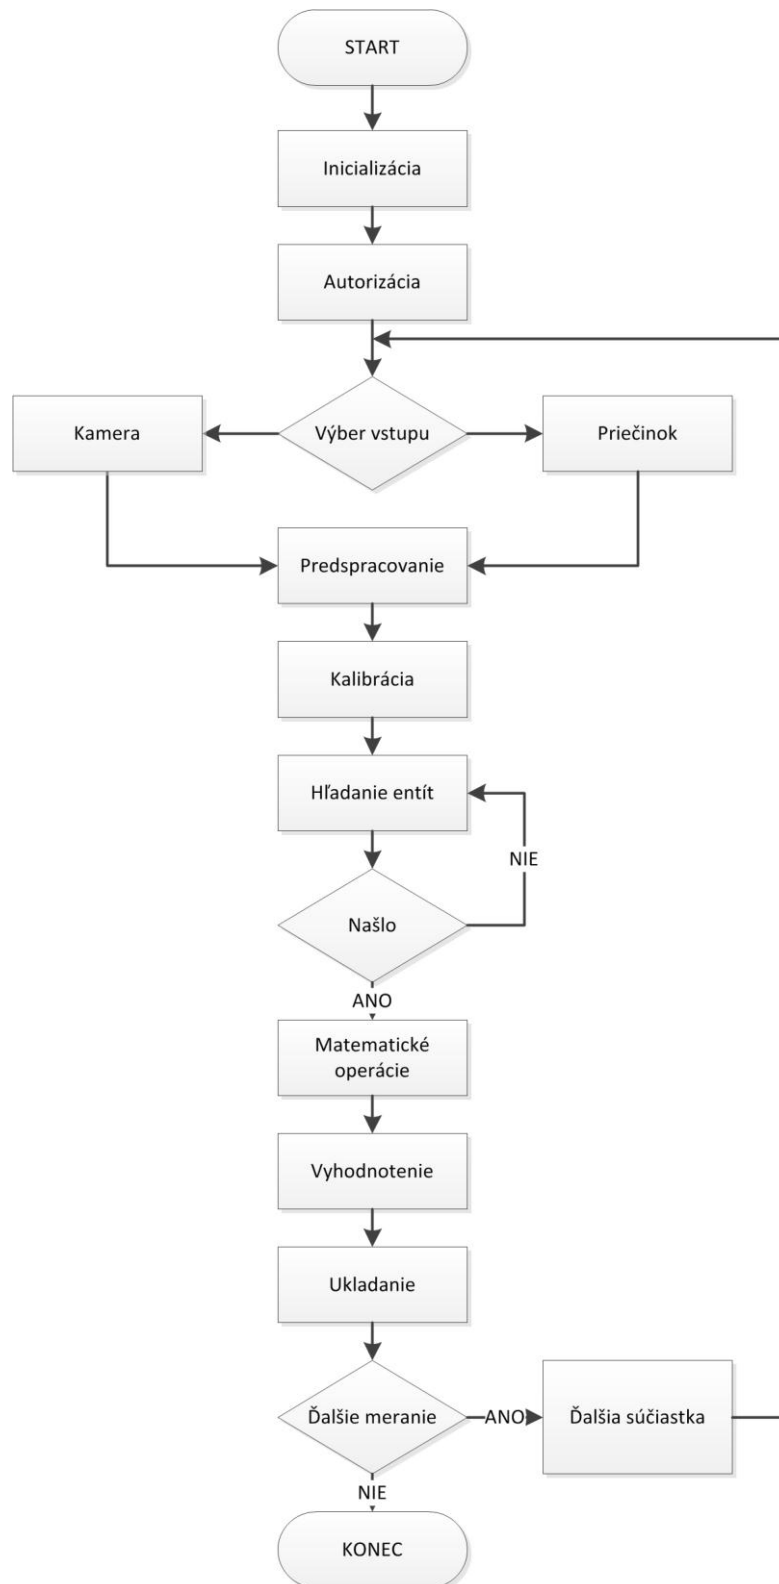 START
Inicializácia
Autorizácia
Kamera
Výber vstupu
Priečinok
Predspracovanie
Kalibrácia
Hľadanie entít
NIE
Našlo
ANO
Matematické
operácie
Vyhodnotenie
Ukladanie
Ďalšie meranie
ANO
Ďalšia súčiastka
NIE
KONEC